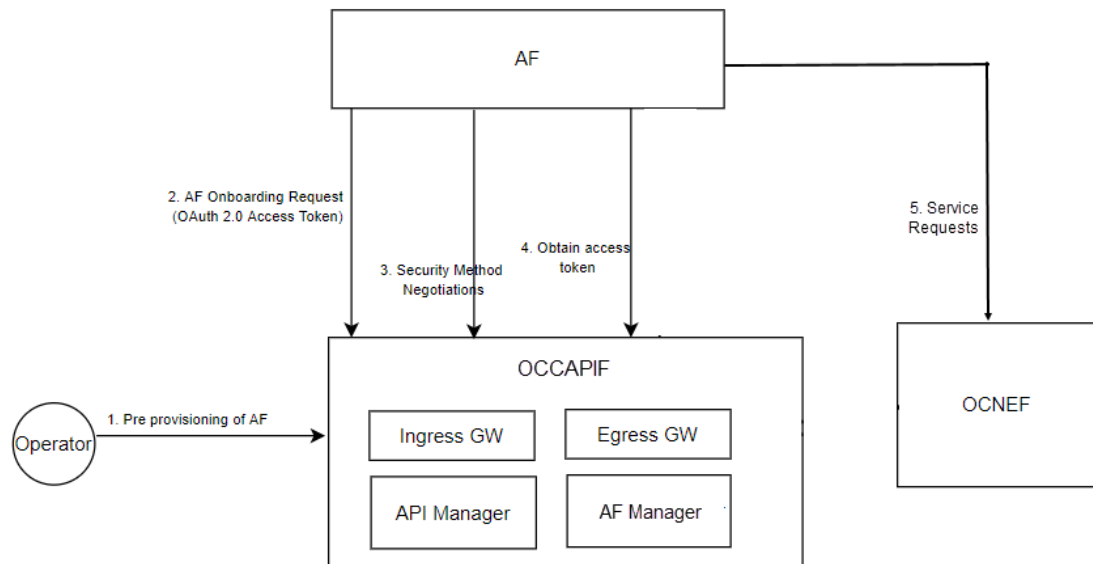 AF
2. AF Onboarding Request
(OAuth 2.0 Access Token)
3. Security Method
Negotiations
4. Obtain access
token
5. Service
Requests
OCCAPIF
Ingress GW
Egress GW
API Manager
AF Manager
Operator
1. Pre provisioning of AF
OCNEF